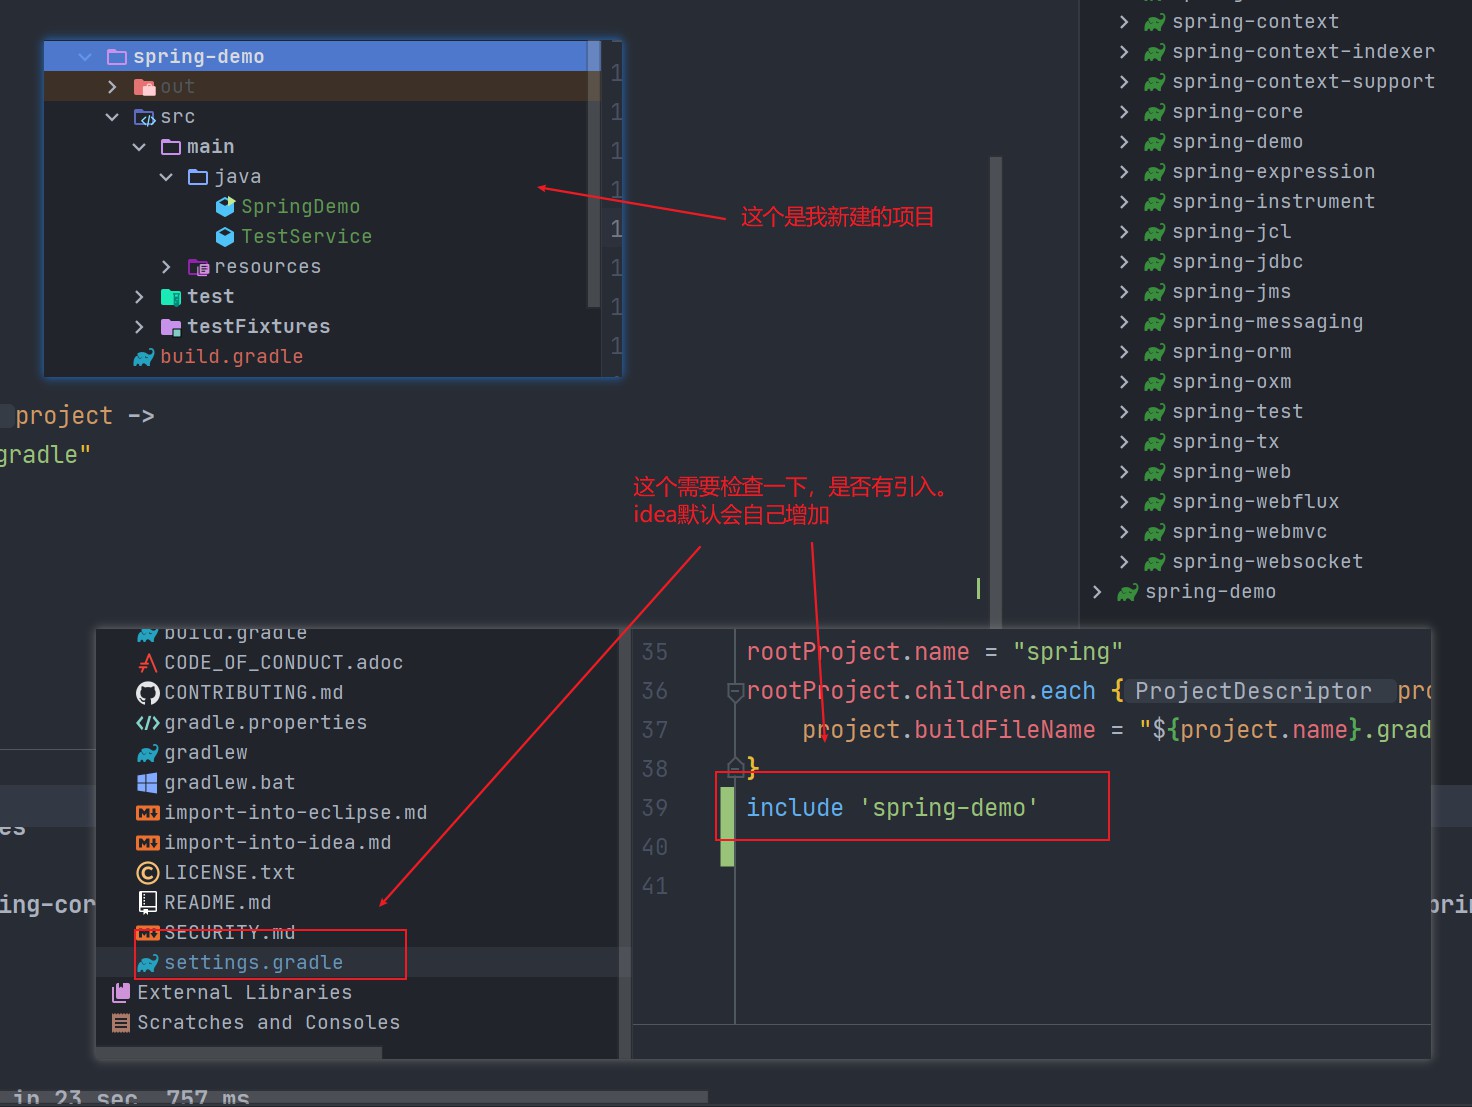 spring-demo
out
src
main
java
SpringDemo
TestService
resources
test
testFixtures
build.gradle
这个是我新建的项目
project ->
gradle"
这个需要检查一下，是否有引入。
idea默认会自己增加
spring-context
spring-context-indexer
spring-context-support
spring-core
spring-demo
spring-expression
spring-instrument
spring-jcl
spring-jdbc
spring-jms
spring-messaging
spring-orm
spring-oxm
spring-test
spring-tx
spring-web
spring-webflux
spring-webmvc
spring-websocket
spring-demo
build.gradle
CODE_OF_CONDUCT.adoc
CONTRIBUTING.md
gradle.properties
gradlew
gradlew.bat
import-into-eclipse.md
import-into-idea.md
LICENSE.txt
README.md
SECURITY.md
settings.gradle
External Libraries
Scratches and Consoles
35 rootProject.name = "spring"
36 rootProject.children.each { ProjectDescriptor pro
37 project.buildFileName = "${project.name}.grad
38 }
39 include 'spring-demo'
40
41
es
ing-cor
prin
in 23 sec, 757 ms